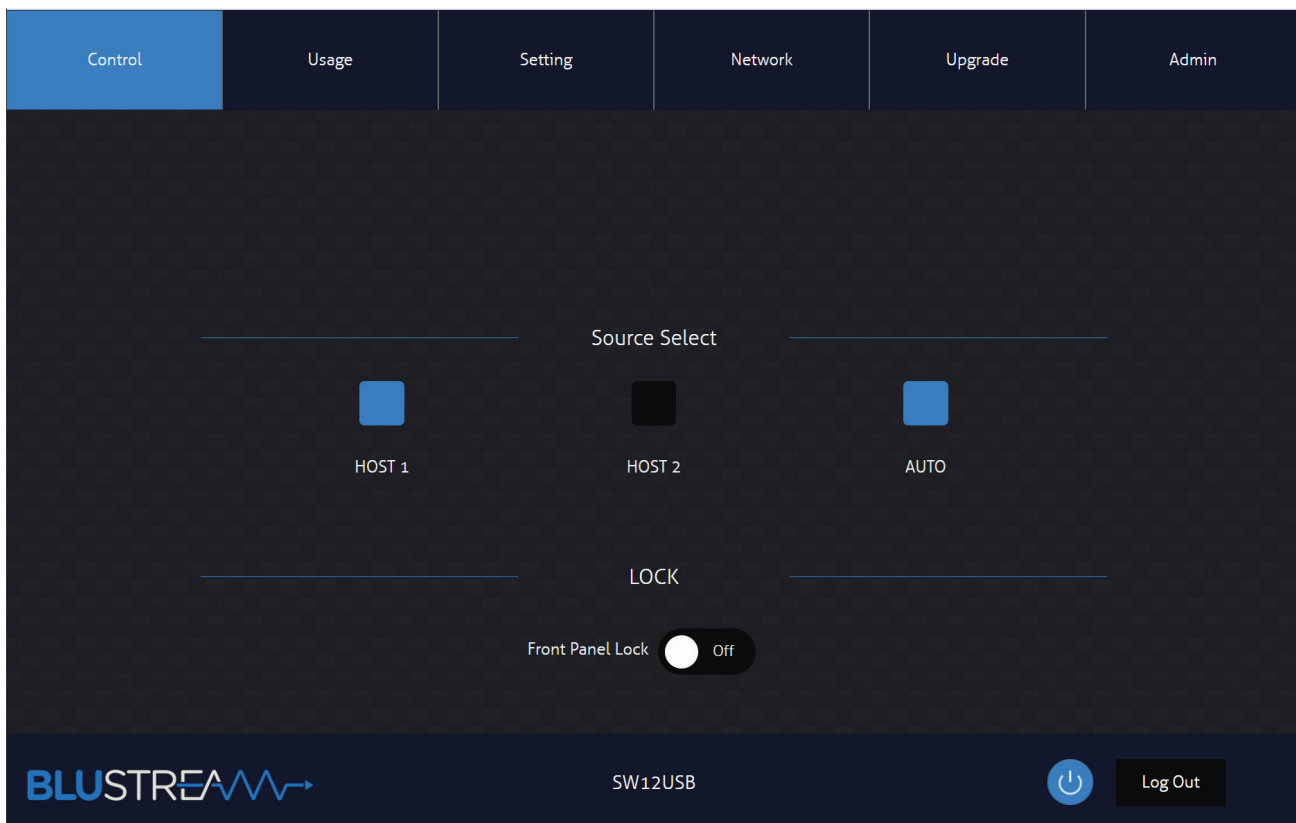 Control Usage Setting Network Upgrade Admin
Source Select
HOST 1 HOST 2 AUTO
LOCK
Front Panel Lock Off
BLUSTREAM SW12USB Log Out